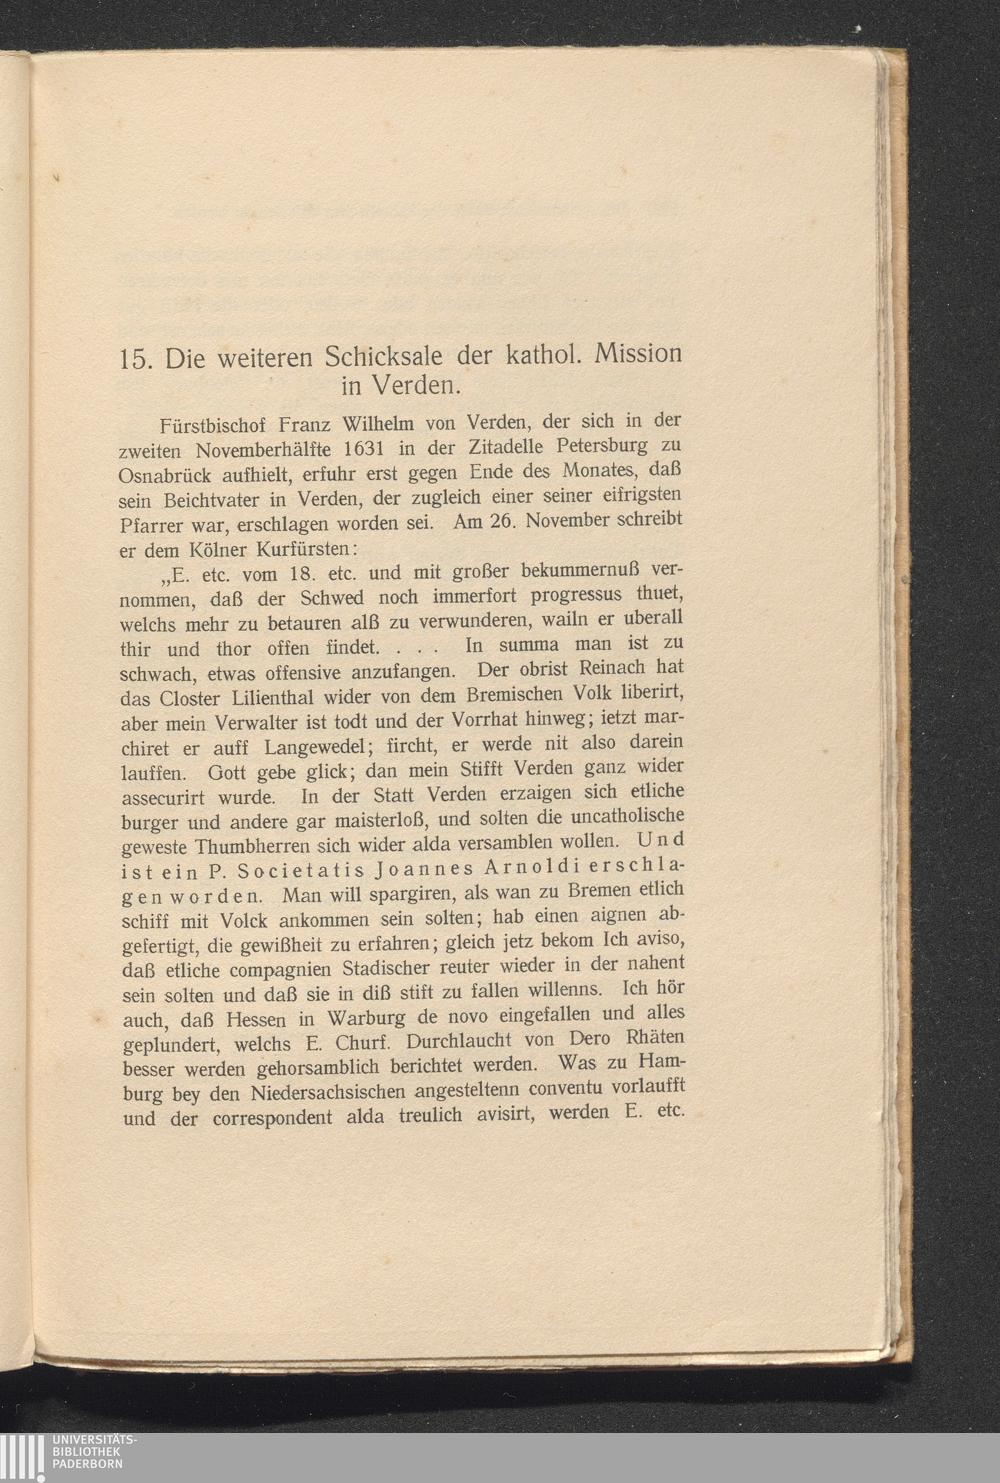 15. Die weiteren Schicksale der kathol. Mission
in Verden.
Fürstbischof Franz Wilhelm von Verden, der sich in der
zweiten Novemberhälfte 1631 in der Zitadelle Petersburg zu
Osnabrück aufhielt, erfuhr erst gegen Ende des Monates, daß
sein Beichtvater in Verden, der zugleich einer seiner eifrigsten
Pfarrer war, erschlagen worden sei. Am 26. November schreibt
er dem Kölner Kurfürsten:
„E. etc. vom 18. etc. und mit großer bekummernuß ver-
nommen, daß der Schwed noch immerfort progressus thuet,
welchs mehr zu betauren alß zu verwunderen, wailn er uberall
thir und thor offen findet. . . . In summa man ist zu
schwach, etwas offensive anzufangen. Der obrist Reinach hat
das Closter Lilienthal wider von dem Bremischen Volk liberirt,
aber mein Verwalter ist todt und der Vorrhat hinweg; ietzt mar-
chiret er auff Langewedel; fircht, er werde nit also darein
lauffen. Gott gebe glick; dan mein Stifft Verden ganz wider
assecurirt wurde. In der Statt Verden erzaigen sich etliche
burger und andere gar maisterloß, und solten die uncatholische
geweste Thumbherren sich wider alda versamblen wollen. Und
ist ein P. Societatis Joannes Arnoldi erschla-
gen worden. Man will spargiren, als wan zu Bremen etlich
schiff mit Volck ankommen sein solten; hab einen aignen ab-
gefertigt, die gewißheit zu erfahren; gleich jetz bekom Ich aviso,
daß etliche compagnien Stadischer reuter wieder in der nahent
sein solten und daß sie in diß stift zu fallen willenns. Ich hör
auch, daß Hessen in Warburg de novo eingefallen und alles
geplundert, welchs E. Churf. Durchlaucht von Dero Rhäten
besser werden gehorsamblich berichtet werden. Was zu Ham-
burg bey den Niedersachsischen angesteltenn conventu vorlaufft
und der correspondent alda treulich avisirt, werden E. etc.
UNIVERSITÄTS-
BIBLIOTHEK
PADERBORN